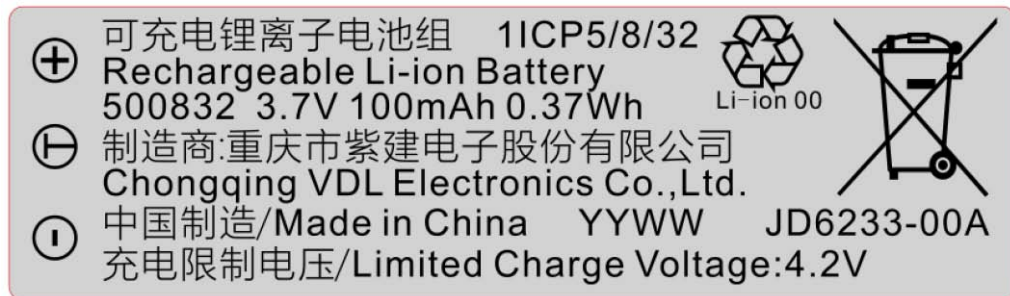 可充电锂离子电池组 1ICP5/8/32
Rechargeable Li-ion Battery
500832 3.7V 100mAh 0.37Wh
Li-ion 00
制造商:重庆市紫建电子股份有限公司
Chongqing VDL Electronics Co.,Ltd.
中国制造/Made in China YYWW JD6233-00A
充电限制电压/Limited Charge Voltage:4.2V